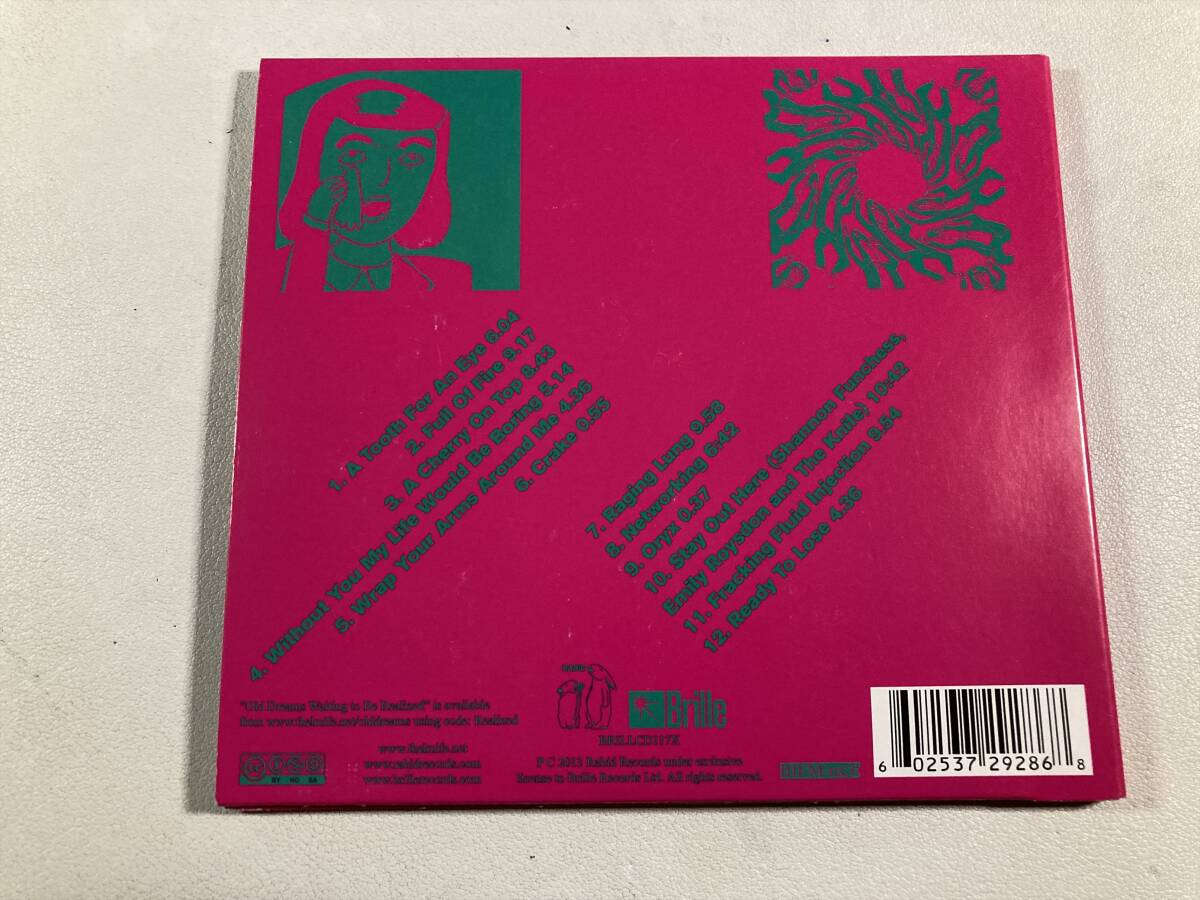 1. A Tooth For An Eye 6.04
2. Full Of Fire 9.17
3. A Cherry On Top 8.43
4. Without You My Life Would Be Boring 5.14
5. Wrap Your Arms Around Me 4.36
6. Crake 0.55
7. Raging Lung 9.58
8. Networking 6:42
9. Oryx 0.37
10. Stay Out Here (Shannon Funchess,
Emily Roysdon and The Knife) 10:42
11. Fracking Fluid Injection 9.54
12. Ready To Lose 4.36
"Old Dreams Waiting to Be Realized" is available
from www.theknife.net/olddreams using code: Realized
www.theknife.net
www.rabidrecords.com
www.brillerecords.com
BY NC SA
RABID
Brille
BRILLCD117X
P C 2013 Rabid Records under exclusive
license to Brille Records Ltd. All rights reserved.
6 02537 29286 8